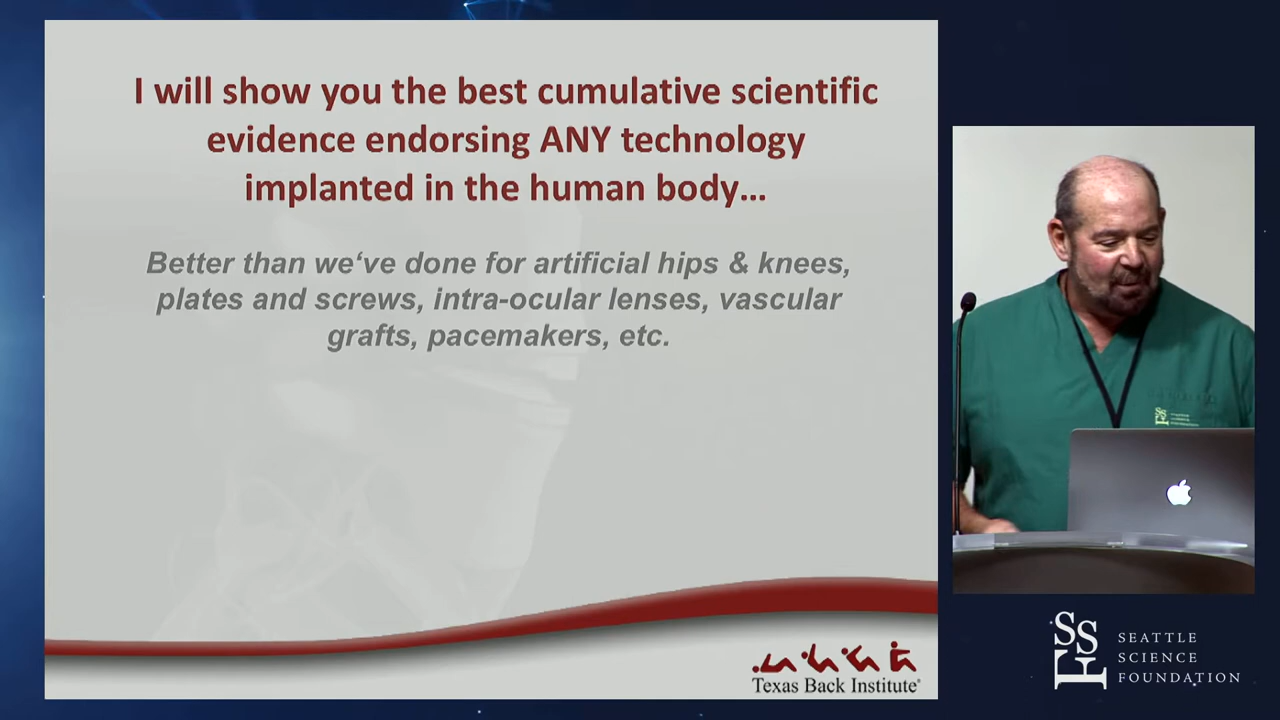 I will show you the best cumulative scientific
evidence endorsing ANY technology
implanted in the human body...
Better than we‘ve done for artificial hips & knees,
plates and screws, intra-ocular lenses, vascular
grafts, pacemakers, etc.
Texas Back Institute®
SSF
SEATTLE
SCIENCE
FOUNDATION